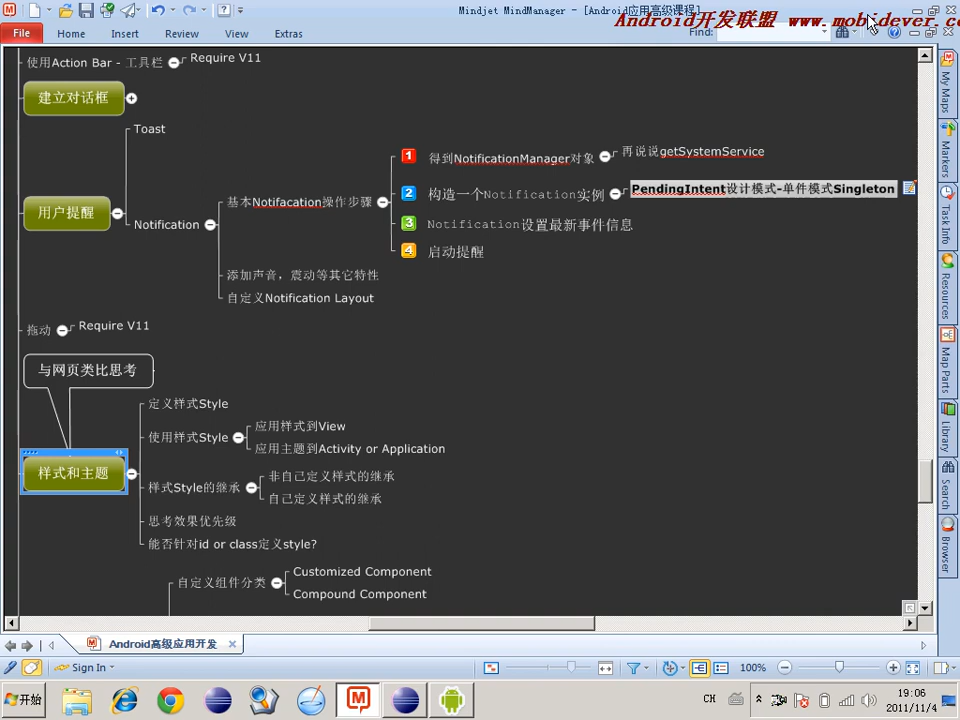 Mindjet MindManager - [Android应用高级课程]
Android开发联盟 www.mobidever.co
File
Home
Insert
Review
View
Extras
Find:
使用Action Bar - 工具栏
Require V11
建立对话框
Toast
用户提醒
Notification
基本Notifacation操作步骤
1
得到NotificationManager对象
再说说getSystemService
2
构造一个Notification实例
PendingIntent设计模式-单件模式Singleton
3
Notification设置最新事件信息
4
启动提醒
添加声音，震动等其它特性
自定义Notification Layout
拖动
Require V11
与网页类比思考
样式和主题
定义样式Style
使用样式Style
应用样式到View
应用主题到Activity or Application
样式Style的继承
非自己定义样式的继承
自己定义样式的继承
思考效果优先级
能否针对id or class定义style?
自定义组件分类
Customized Component
Compound Component
My Maps
Markers
Task Info
Resources
Map Parts
Library
Search
Browser
Android高级应用开发
Sign In
100%
开始
CH
19:06
2011/11/4